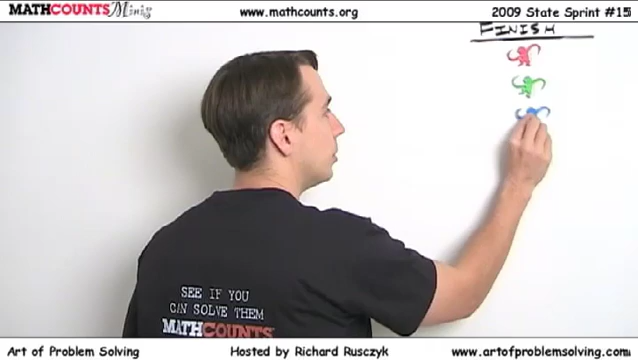 MATHCOUNTS Minis
www.mathcounts.org
2009 State Sprint #15
FINISH
SEE IF YOU
CAN SOLVE THEM
MATHCOUNTS
Art of Problem Solving
Hosted by Richard Rusczyk
www.artofproblemsolving.com